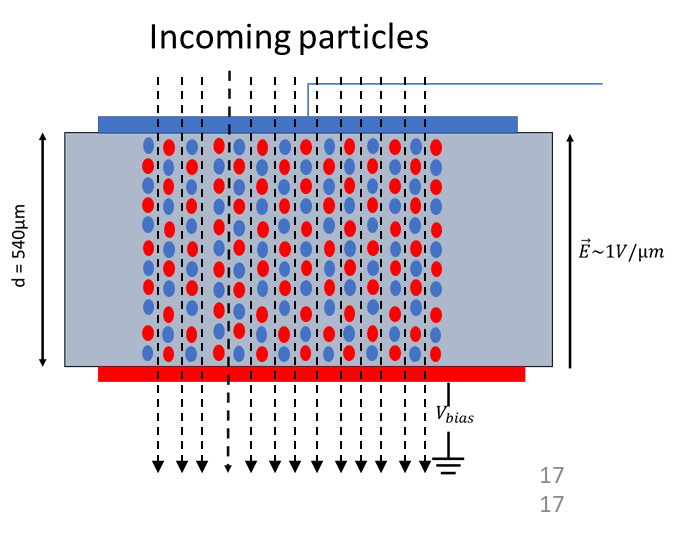 Incoming particles
d = 540μm
E⃗~1V/μm
V_bias
17
17